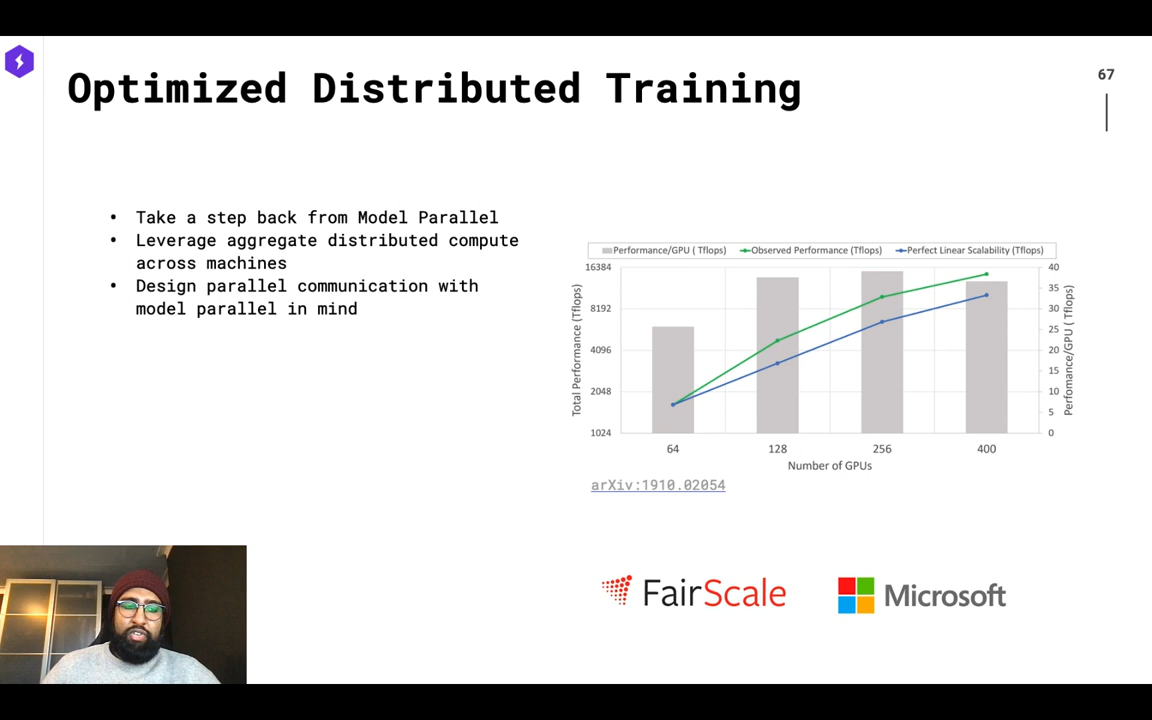 Optimized Distributed Training
67
• Take a step back from Model Parallel
• Leverage aggregate distributed compute
across machines
• Design parallel communication with
model parallel in mind
Performance/GPU ( Tflops) Observed Performance (Tflops) Perfect Linear Scalability (Tflops)
Total Performance (Tflops)
16384
8192
4096
2048
1024
40
35
30
25
20
15
10
5
0
Perfomance/GPU ( Tflops)
64 128 256 400
Number of GPUs
arXiv:1910.02054
FairScale
Microsoft